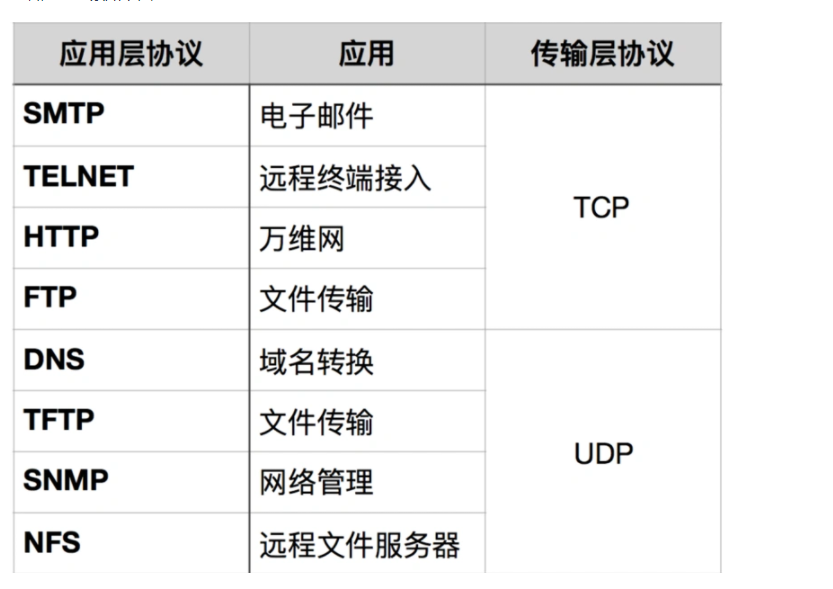 应用层协议 应用 传输层协议
SMTP 电子邮件
TELNET 远程终端接入
TCP
HTTP 万维网
FTP 文件传输
DNS 域名转换
TFTP 文件传输
UDP
SNMP 网络管理
NFS 远程文件服务器